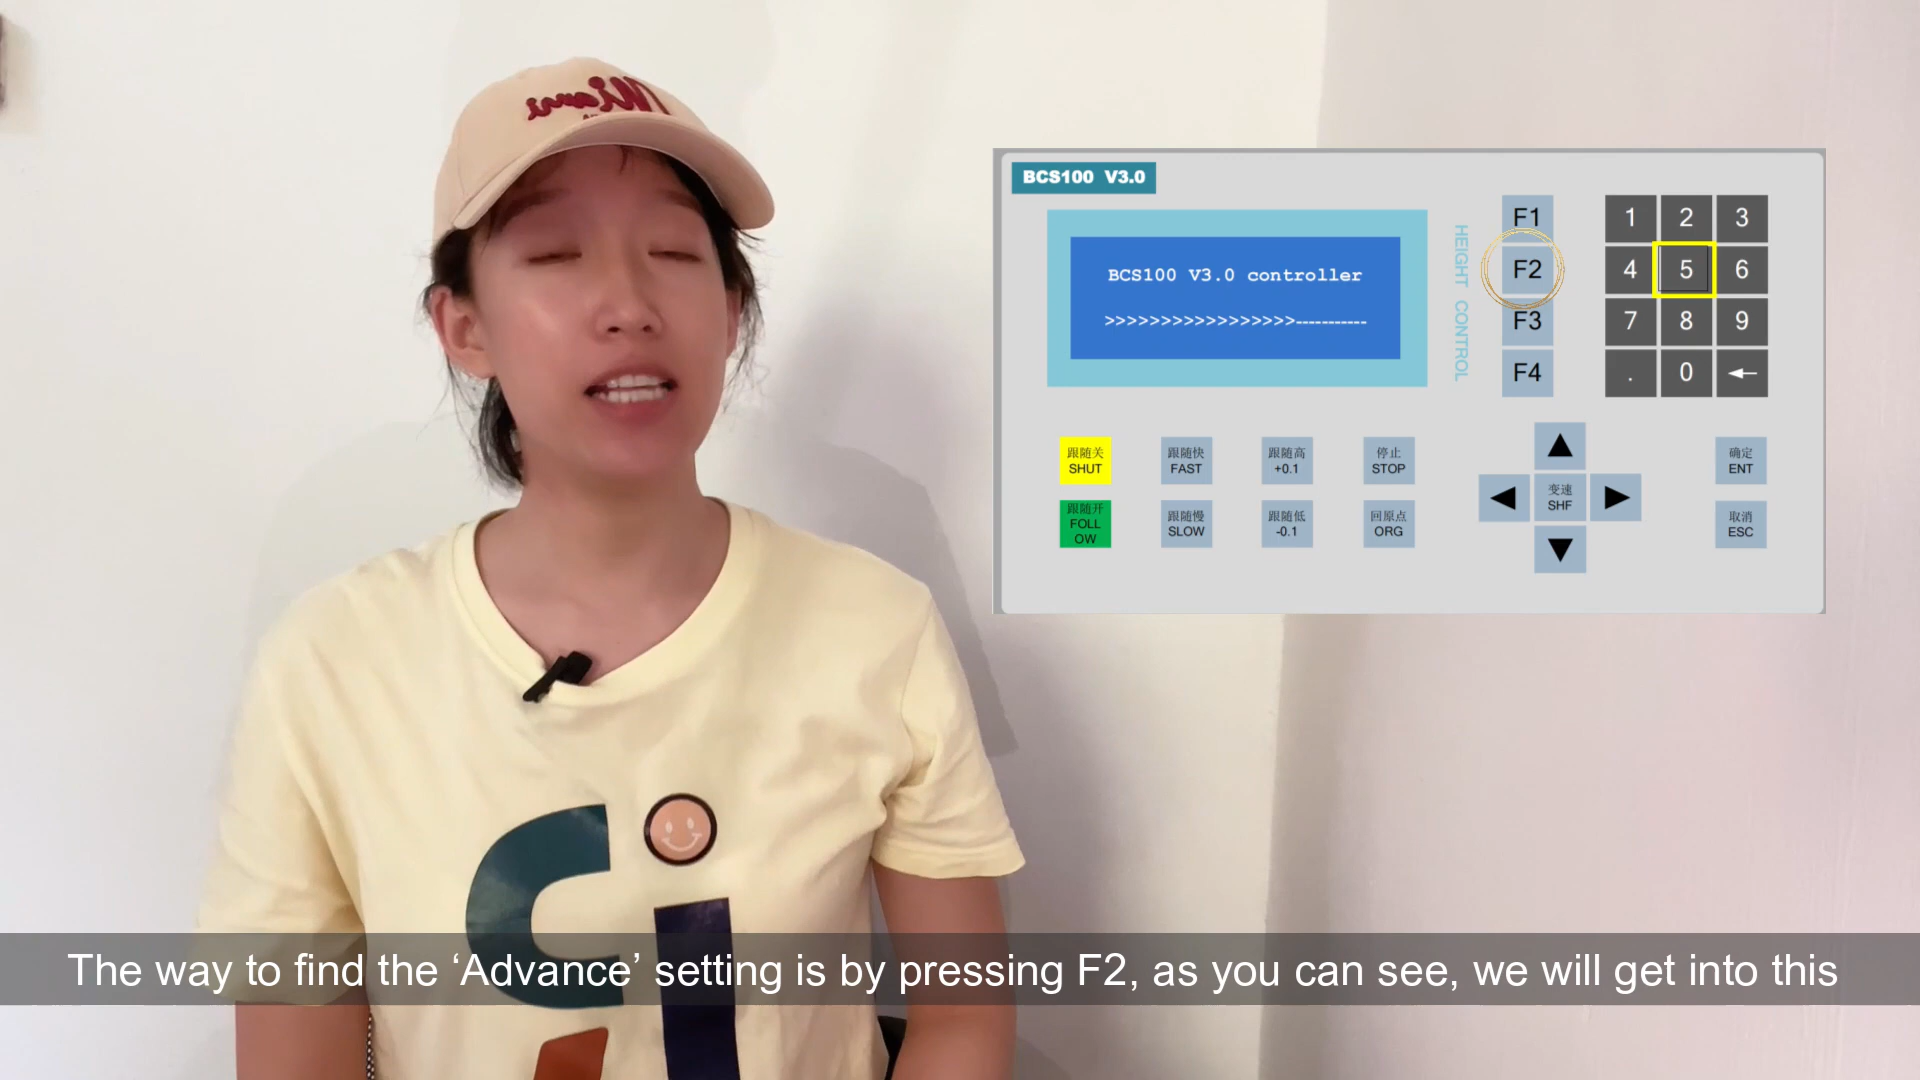 Miami
BCS100 V3.0
BCS100 V3.0 controller
>>>>>>>>>>>>>>>>>-----------
HEIGHT CONTROL
F1
F2
F3
F4
1 2 3
4 5 6
7 8 9
. 0 ←
跟随关
SHUT
跟随快
FAST
跟随高
+0.1
停止
STOP
跟随开
FOLL
OW
跟随慢
SLOW
跟随低
-0.1
回原点
ORG
▲
◀
变速
SHF
▶
▼
确定
ENT
取消
ESC
The way to find the ‘Advance’ setting is by pressing F2, as you can see, we will get into this